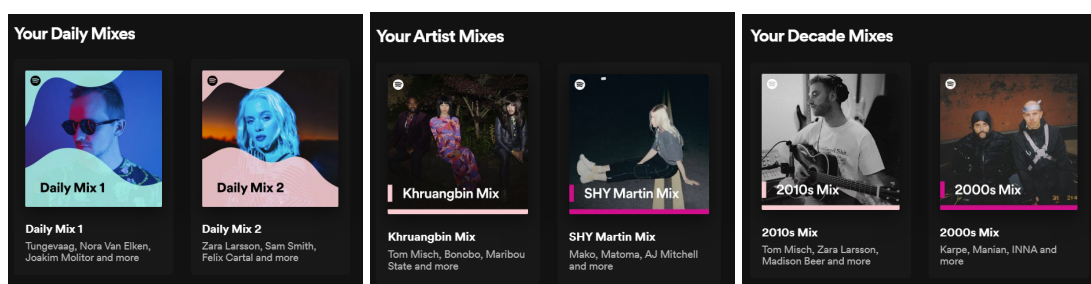 Your Daily Mixes
Daily Mix 1
Daily Mix 2
Daily Mix 1
Tungevaag, Nora Van Elken,
Joakim Molitor and more
Daily Mix 2
Zara Larsson, Sam Smith,
Felix Cartal and more
Your Artist Mixes
Khruangbin Mix
SHY Martin Mix
Khruangbin Mix
Tom Misch, Bonobo, Maribou
State and more
SHY Martin Mix
Mako, Matoma, AJ Mitchell
and more
Your Decade Mixes
2010s Mix
2000s Mix
2010s Mix
Tom Misch, Zara Larsson,
Madison Beer and more
2000s Mix
Karpe, Manian, INNA and
more